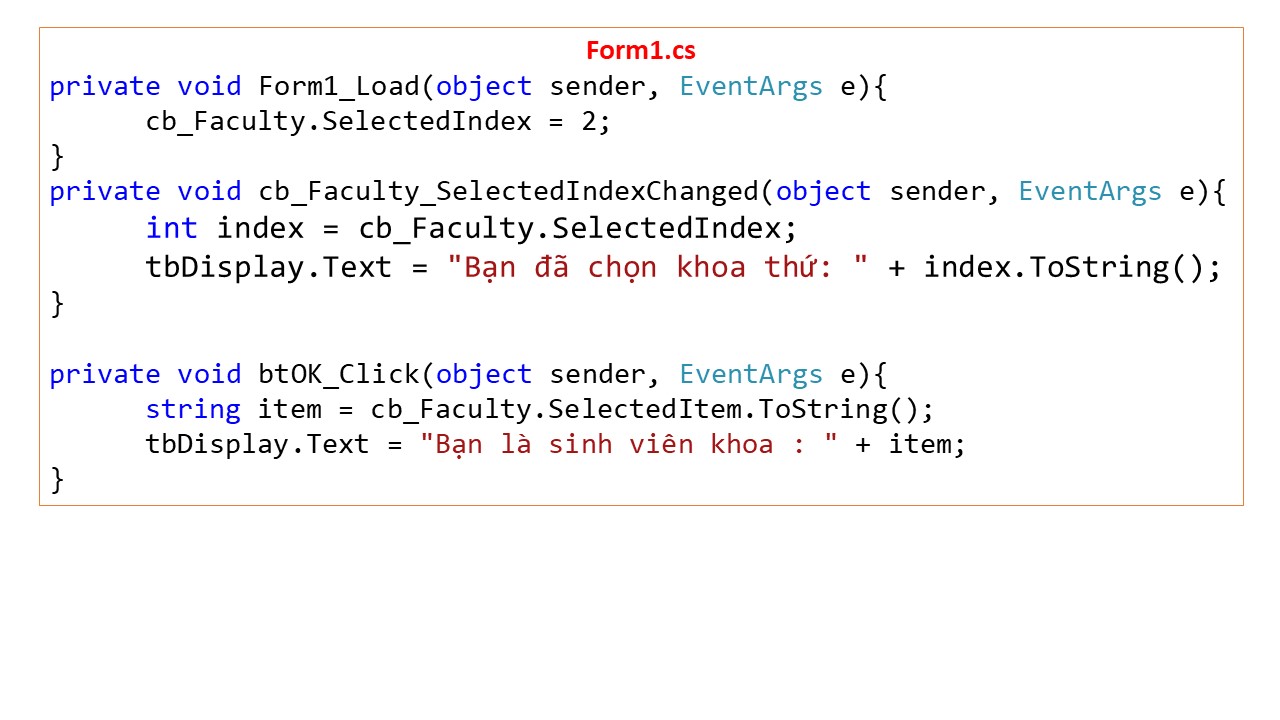 Form1.cs
private void Form1_Load(object sender, EventArgs e){
cb_Faculty.SelectedIndex = 2;
}
private void cb_Faculty_SelectedIndexChanged(object sender, EventArgs e){
int index = cb_Faculty.SelectedIndex;
tbDisplay.Text = "Bạn đã chọn khoa thứ: " + index.ToString();
}
private void btOK_Click(object sender, EventArgs e){
string item = cb_Faculty.SelectedItem.ToString();
tbDisplay.Text = "Bạn là sinh viên khoa : " + item;
}